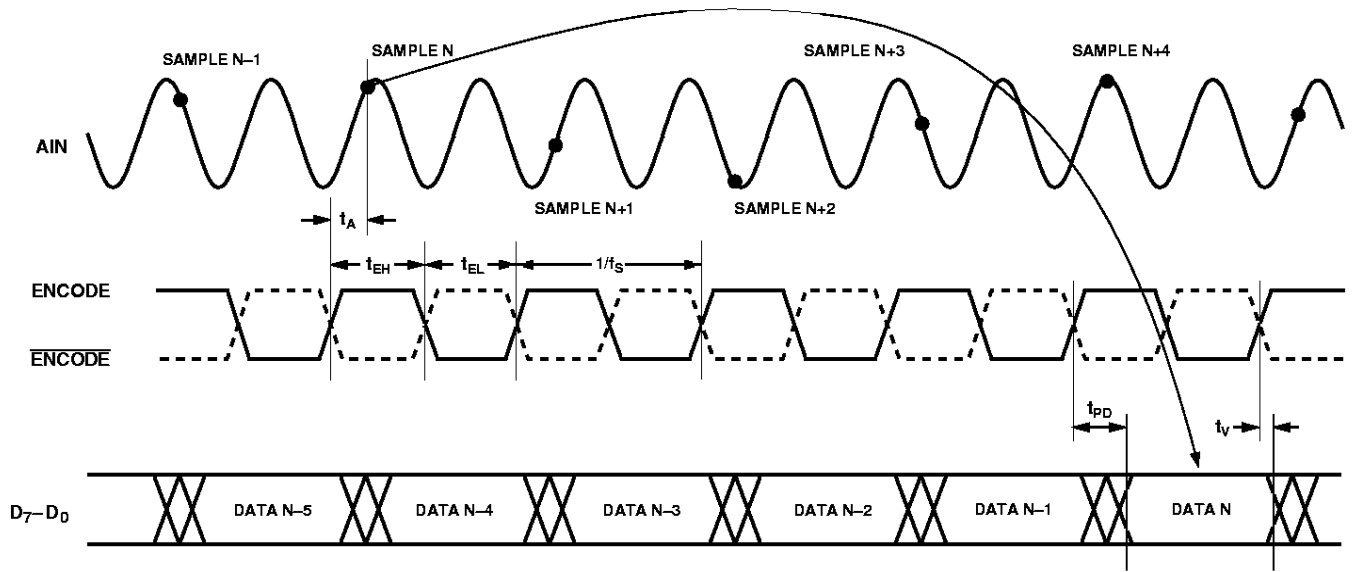 SAMPLE N–1
SAMPLE N
SAMPLE N+3
SAMPLE N+4
AIN
SAMPLE N+1
SAMPLE N+2
tA
tEH
tEL
1/fS
ENCODE
ENCODE
tPD
tV
D7–D0
DATA N–5
DATA N–4
DATA N–3
DATA N–2
DATA N–1
DATA N